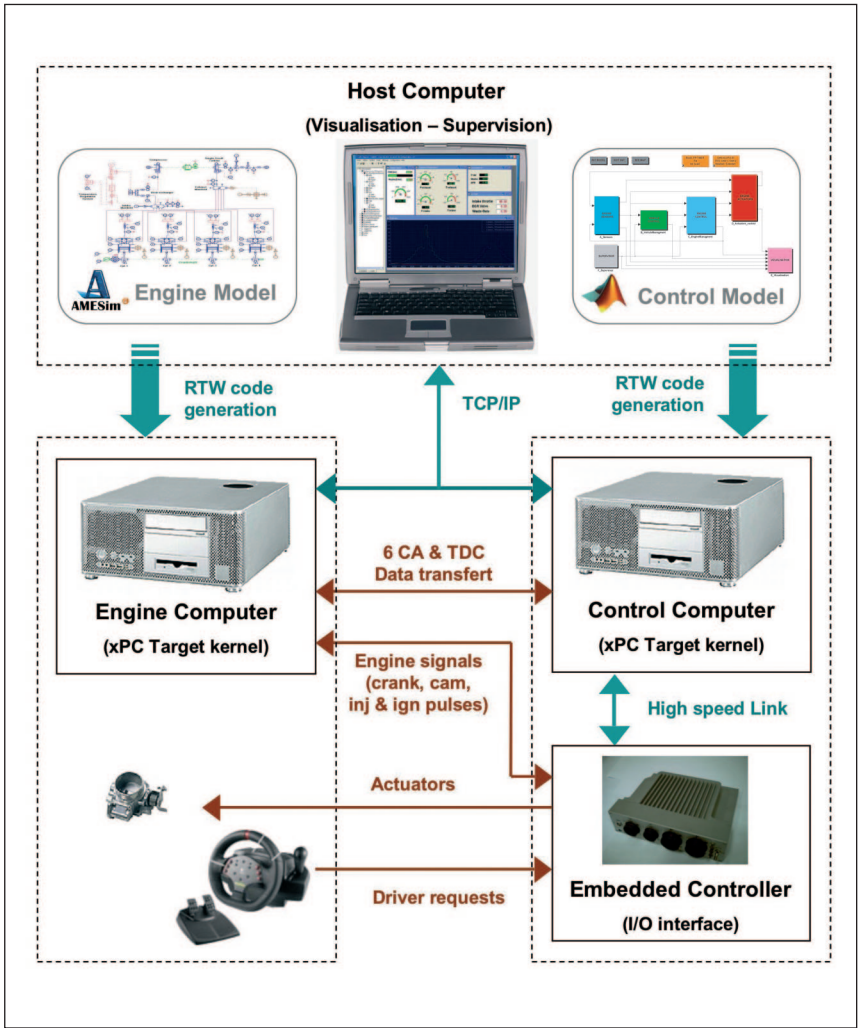 Host Computer
(Visualisation – Supervision)
AMESim
Engine Model
Control Model
RTW code
generation
TCP/IP
RTW code
generation
6 CA & TDC
Data transfert
Engine Computer
(xPC Target kernel)
Control Computer
(xPC Target kernel)
Engine signals
(crank, cam,
inj & ign pulses)
High speed Link
Actuators
Driver requests
Embedded Controller
(I/O interface)